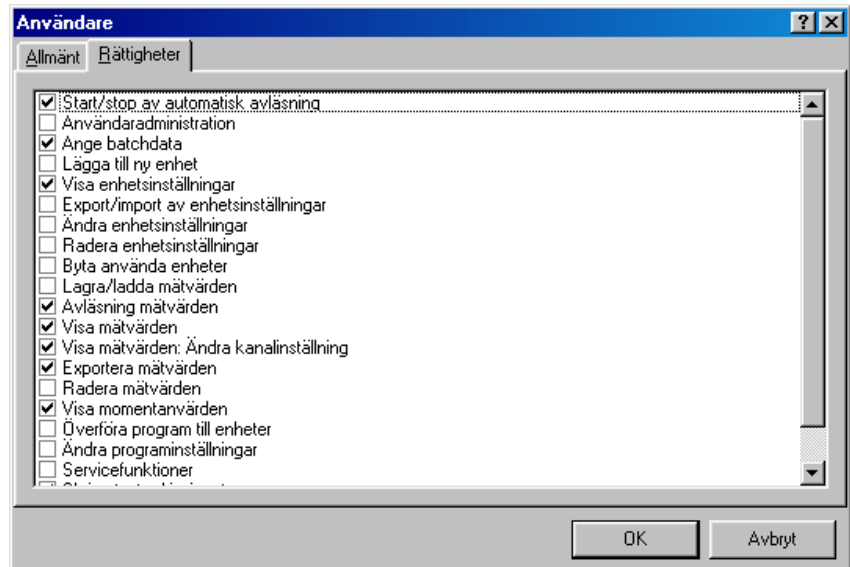 Användare
Allmänt Rättigheter
Start/stop av automatisk avläsning
Användaradministration
Ange batchdata
Lägga till ny enhet
Visa enhetsinställningar
Export/import av enhetsinställningar
Ändra enhetsinställningar
Radera enhetsinställningar
Byta använda enheter
Lagra/ladda mätvärden
Avläsning mätvärden
Visa mätvärden
Visa mätvärden: Ändra kanalinställning
Exportera mätvärden
Radera mätvärden
Visa momentanvärden
Överföra program till enheter
Ändra programinställningar
Servicefunktioner
OK Avbryt